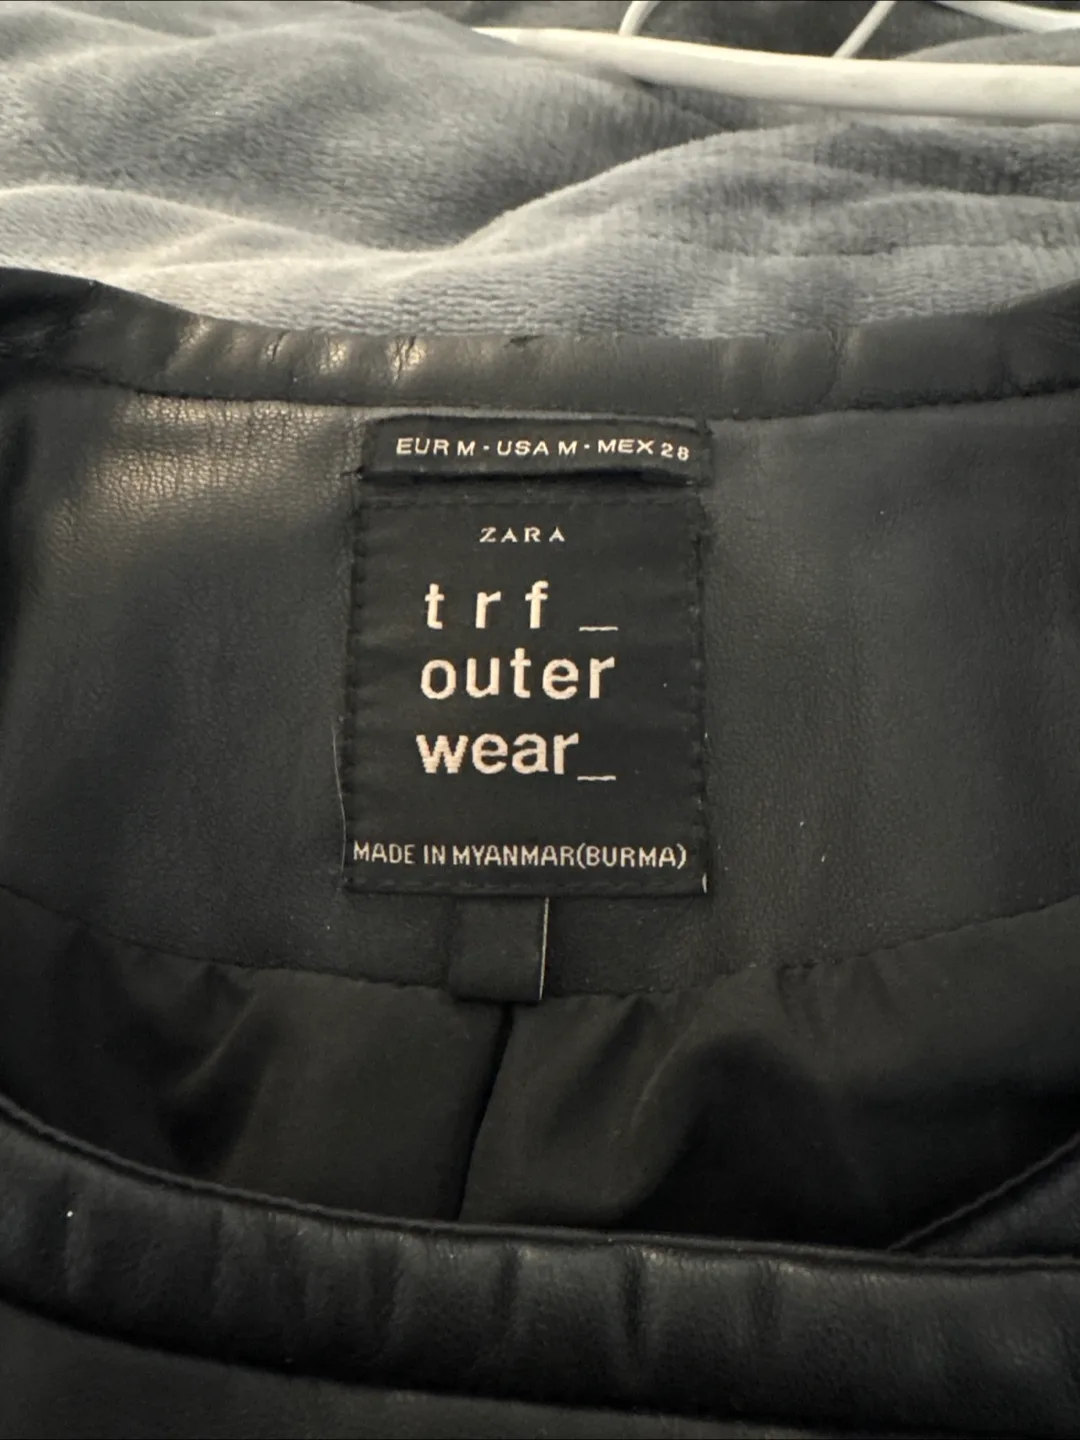 EUR M - USA M - MEX 28
ZARA
trf_
outer
wear_
MADE IN MYANMAR(BURMA)